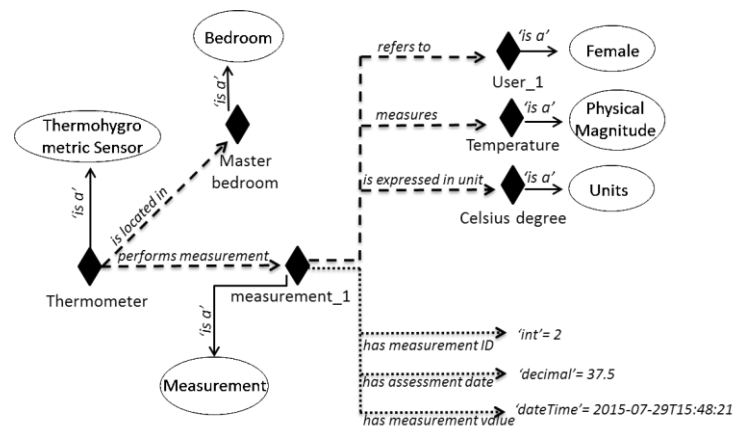 Bedroom
'is a'
refers to
'is a'
Female
User_1
Thermohygro
metric Sensor
Master
bedroom
measures
'is a'
Physical
Magnitude
Temperature
'is a'
is located in
is expressed in unit
'is a'
Units
Celsius degree
performs measurement
Thermometer
measurement_1
'is a'
Measurement
has measurement ID
'int'= 2
has assessment date
'decimal'= 37.5
has measurement value
'dateTime'= 2015-07-29T15:48:21